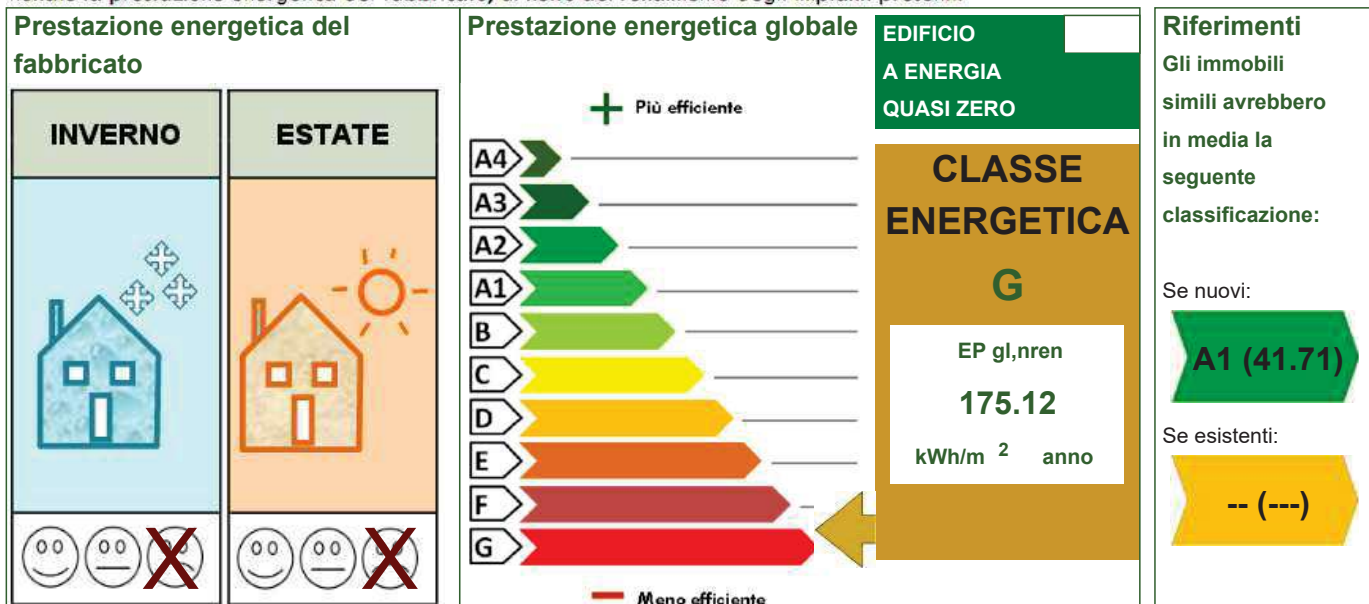 Prestazione energetica del
fabbricato
INVERNO
ESTATE
Prestazione energetica globale
Più efficiente
A4
A3
A2
A1
B
C
D
E
F
G
Meno efficiente
EDIFICIO
A ENERGIA
QUASI ZERO
CLASSE
ENERGETICA
G
EP gl,nren
175.12
kWh/m 2 anno
Riferimenti
Gli immobili
simili avrebbero
in media la
seguente
classificazione:
Se nuovi:
A1 (41.71)
Se esistenti:
-- (---)